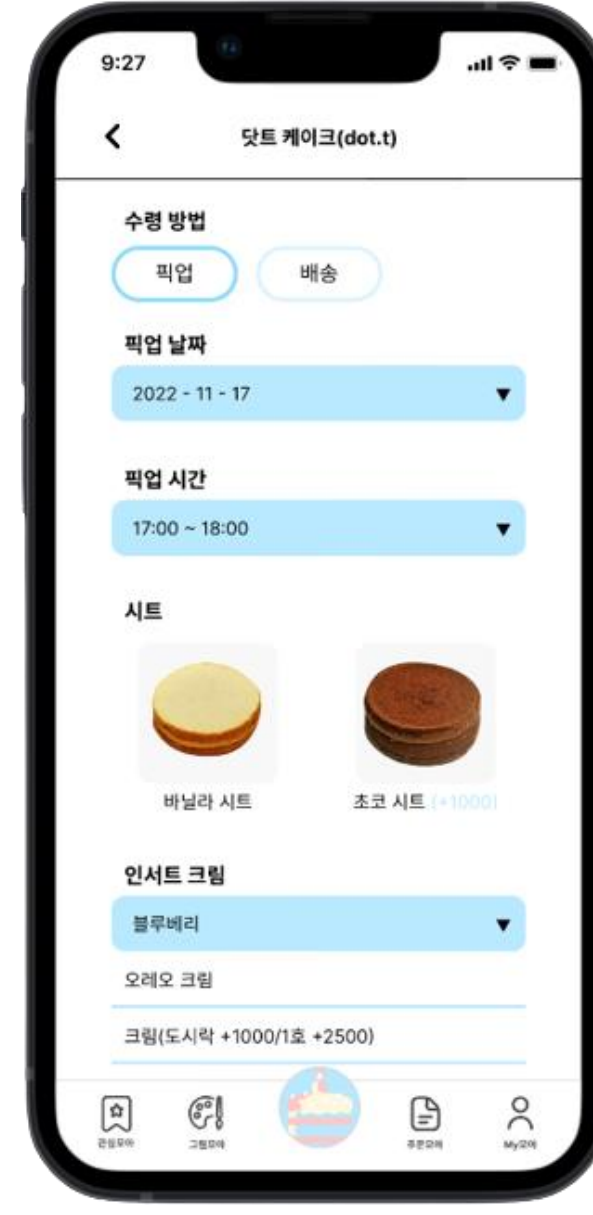 9:27
닷트 케이크(dot.t)
수령 방법
픽업
배송
픽업 날짜
2022 - 11 - 17
픽업 시간
17:00 ~ 18:00
시트
바닐라 시트
초코 시트 (+1000)
인서트 크림
블루베리
오레오 크림
크림(도시락 +1000/1호 +2500)
관심모아
그림모아
주문모아
My모아